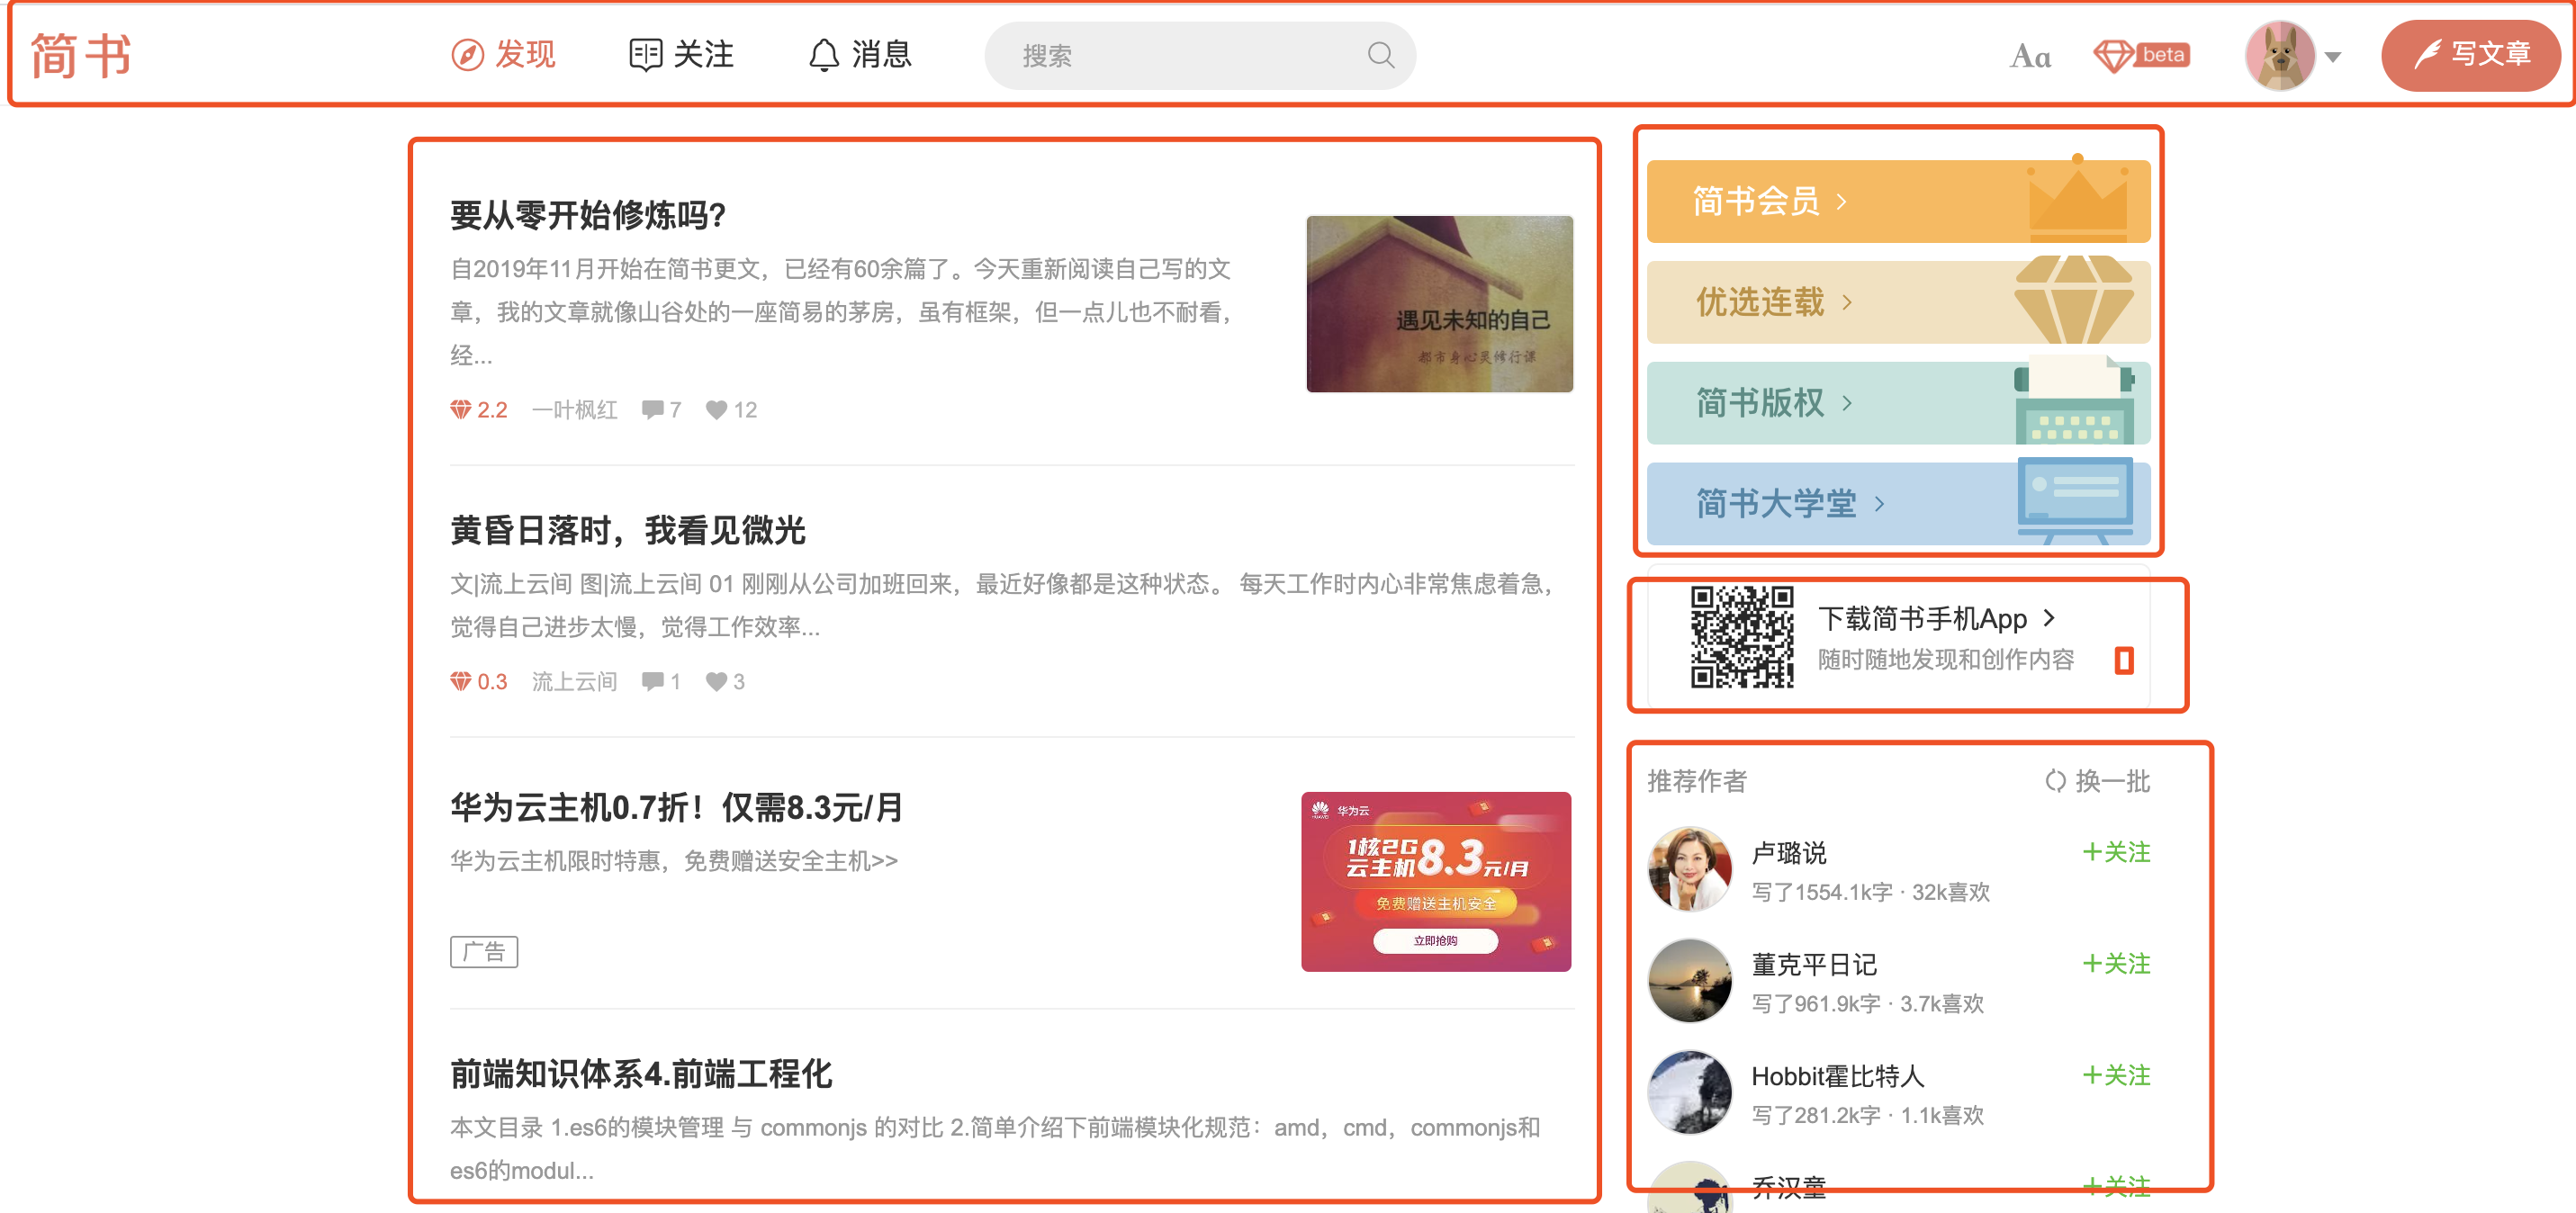 简书
发现
关注
消息
搜索
Aa
beta
写文章
要从零开始修炼吗?
自2019年11月开始在简书更文，已经有60余篇了。今天重新阅读自己写的文
章，我的文章就像山谷处的一座简易的茅房，虽有框架，但一点儿也不耐看，
经...
2.2 一叶枫红 7 12
遇见未知的自己
都市身心灵修行课
黄昏日落时，我看见微光
文|流上云间 图|流上云间 01 刚刚从公司加班回来，最近好像都是这种状态。 每天工作时内心非常焦虑着急，
觉得自己进步太慢，觉得工作效率...
0.3 流上云间 1 3
华为云主机0.7折！仅需8.3元/月
华为云主机限时特惠，免费赠送安全主机>>
广告
HUAWEI 华为云
1核2G
云主机8.3元/月
免费赠送主机安全
立即抢购
前端知识体系4.前端工程化
本文目录 1.es6的模块管理 与 commonjs 的对比 2.简单介绍下前端模块化规范：amd，cmd，commonjs和
es6的modul...
简书会员
优选连载
简书版权
简书大学堂
下载简书手机App
随时随地发现和创作内容
推荐作者 换一批
卢璐说 +关注
写了1554.1k字 · 32k喜欢
董克平日记 +关注
写了961.9k字 · 3.7k喜欢
Hobbit霍比特人 +关注
写了281.2k字 · 1.1k喜欢
乔汉童 +关注